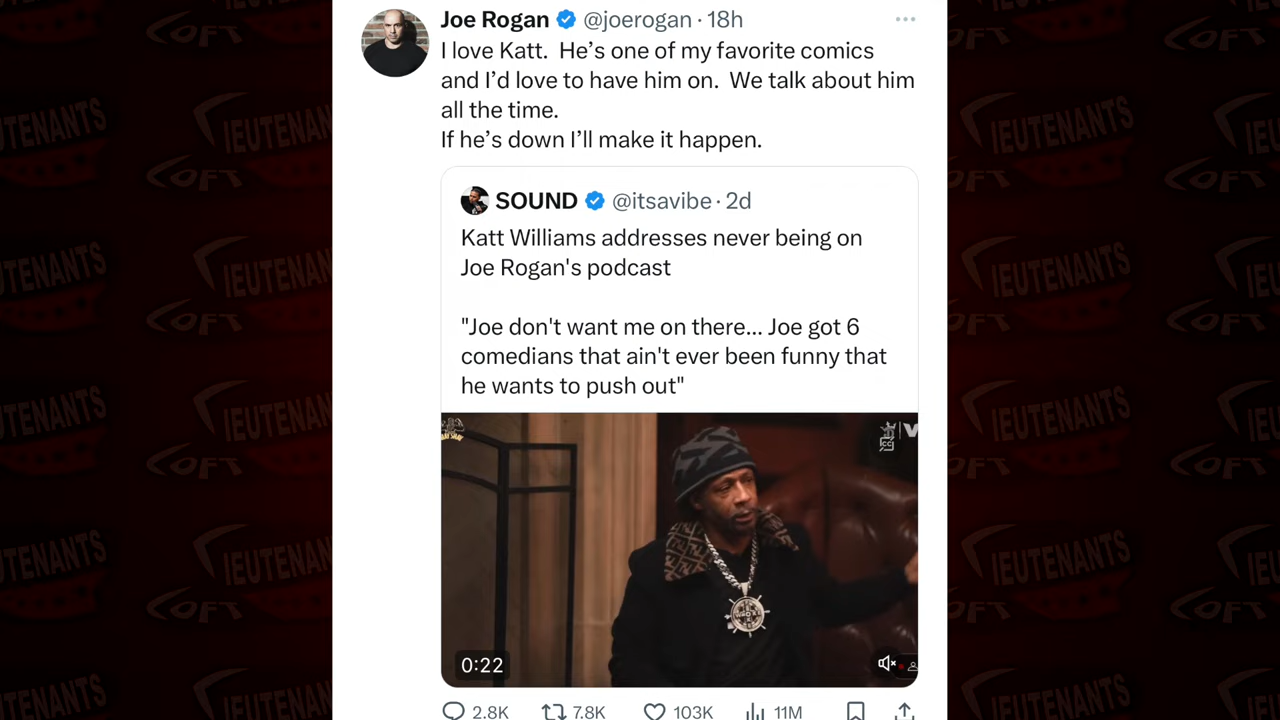 Joe Rogan @joerogan · 18h
I love Katt. He’s one of my favorite comics
and I’d love to have him on. We talk about him
all the time.
If he’s down I’ll make it happen.
SOUND @itsavibe · 2d
Katt Williams addresses never being on
Joe Rogan's podcast
"Joe don't want me on there... Joe got 6
comedians that ain't ever been funny that
he wants to push out"
0:22
2.8K 7.8K 103K 11M
LIEUTENANTS
LOFT